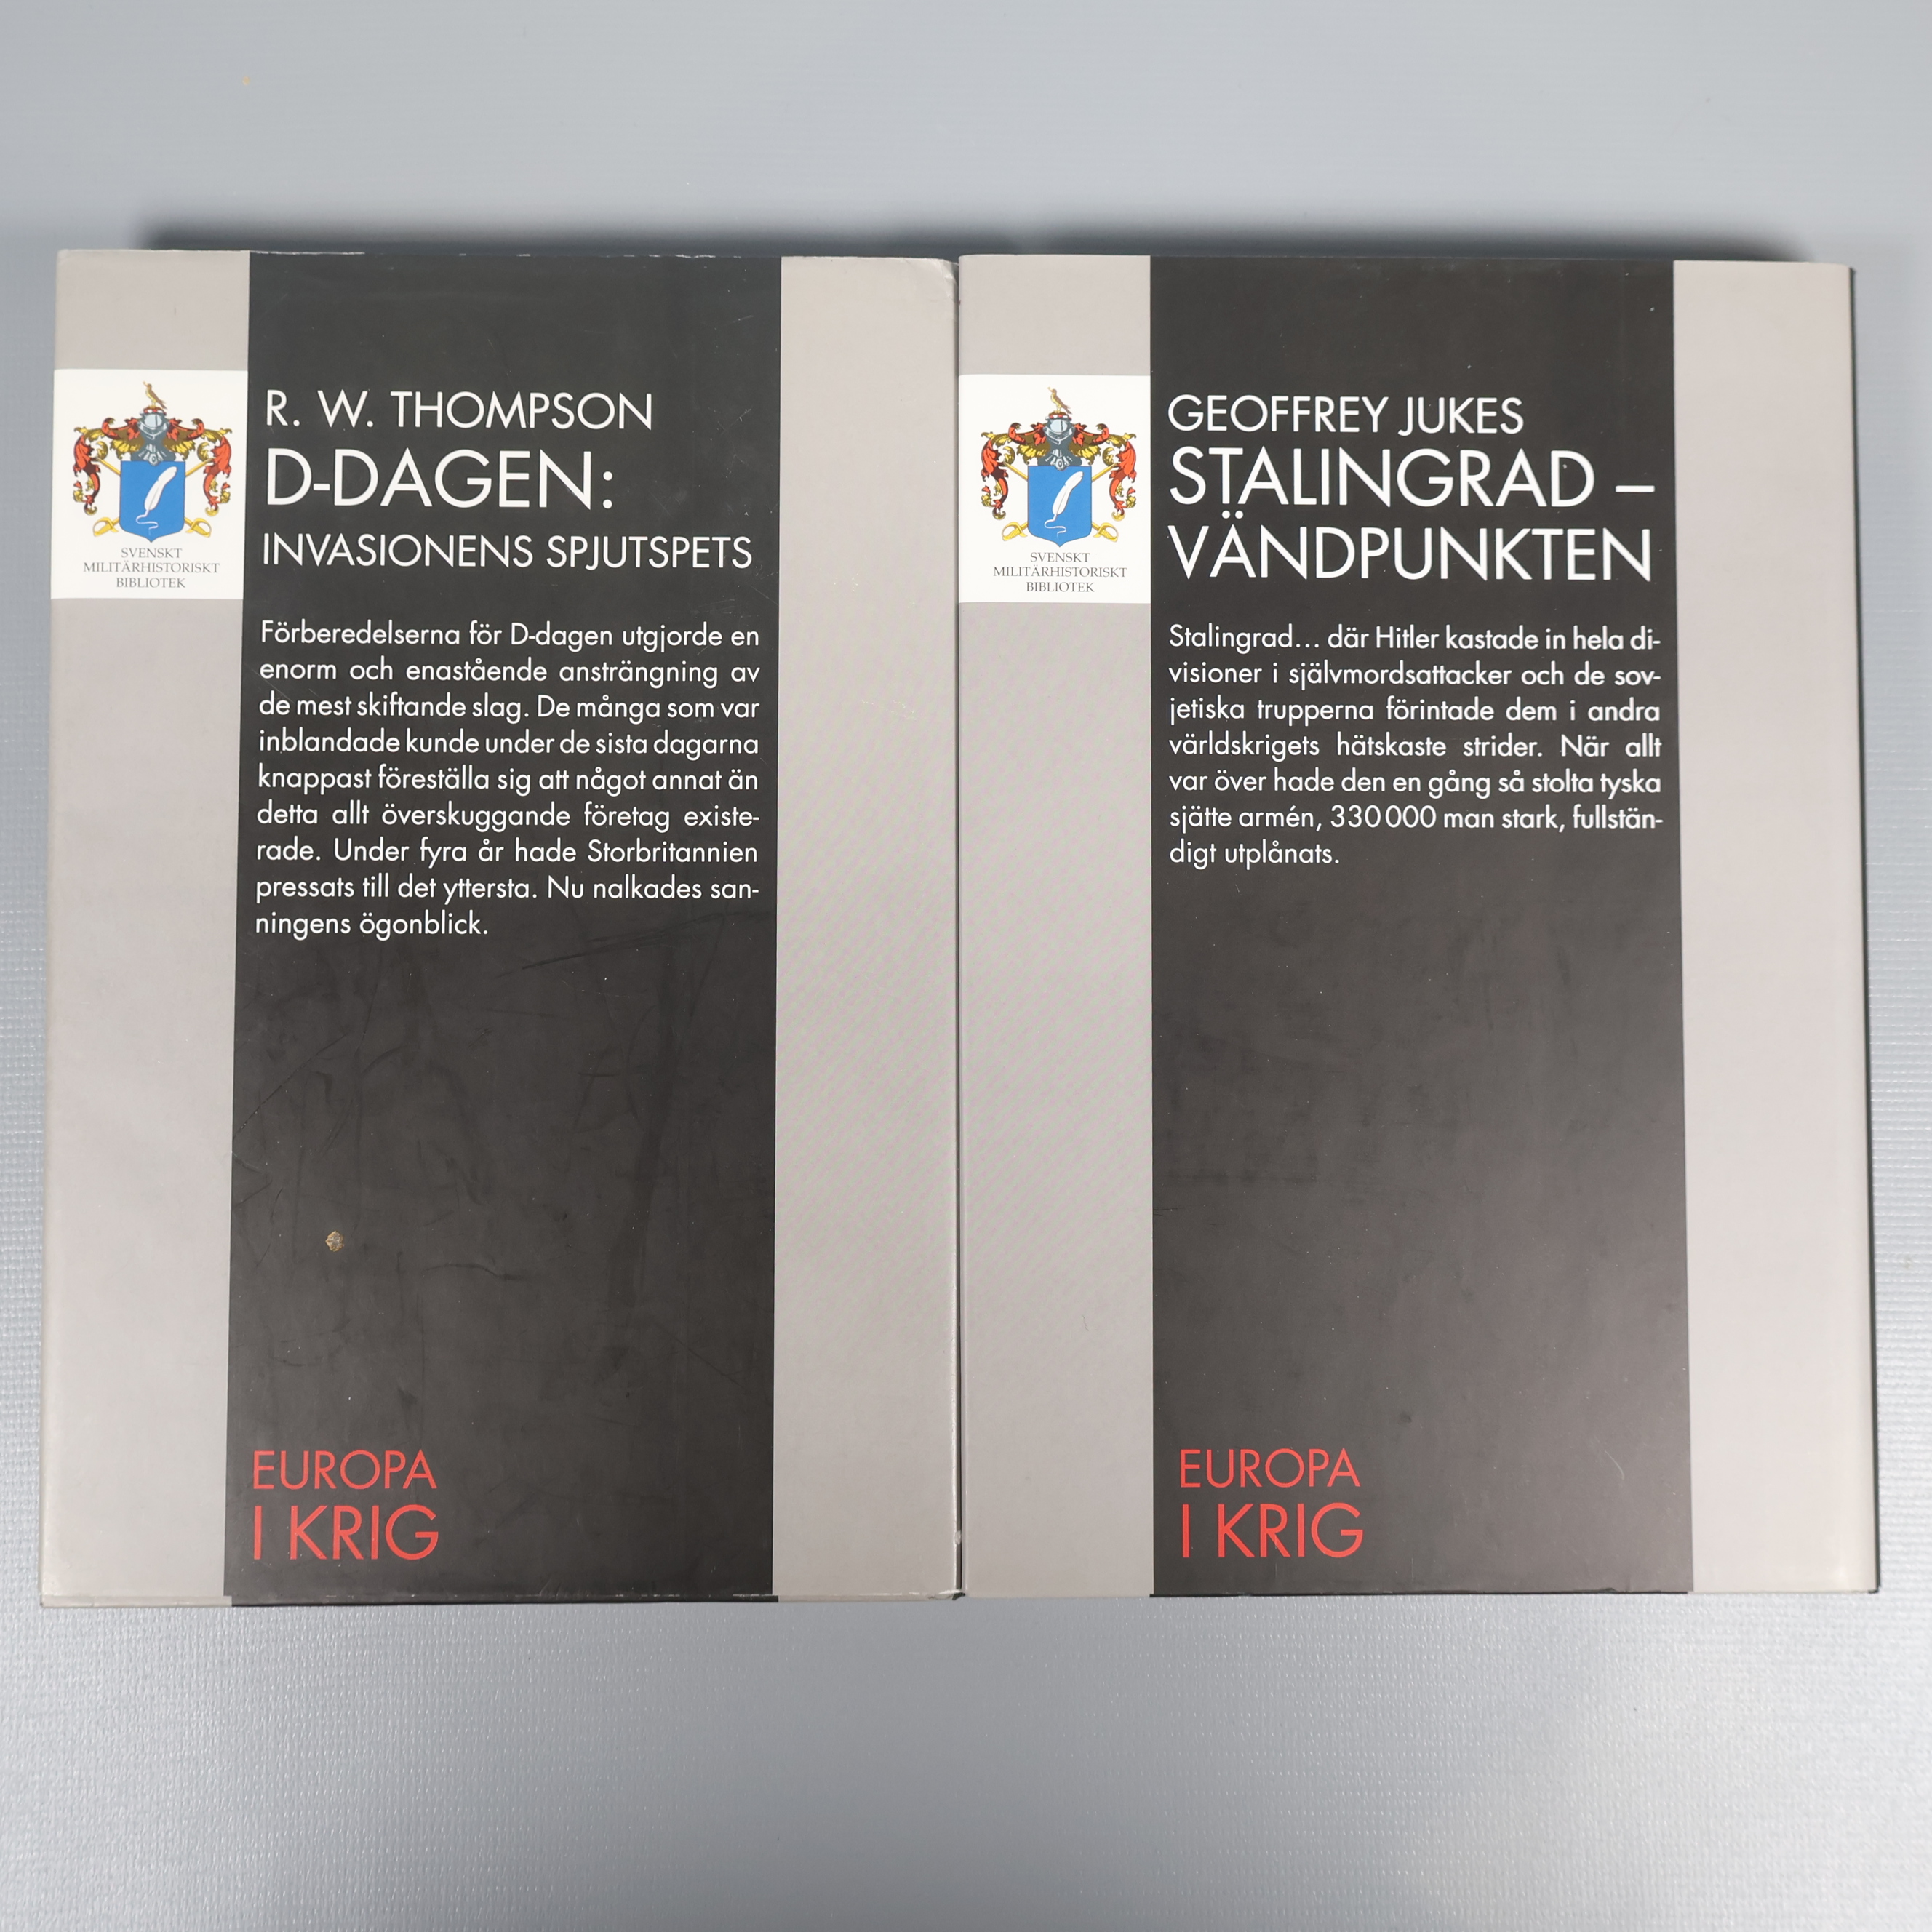 SVENSKT
MILITÄRHISTORISKT
BIBLIOTEK
R. W. THOMPSON
D-DAGEN:
INVASIONENS SPJUTSPETS
Förberedelserna för D-dagen utgjorde en
enorm och enastående ansträngning av
de mest skiftande slag. De många som var
inblandade kunde under de sista dagarna
knappast föreställa sig att något annat än
detta allt överskuggande företag existe-
rade. Under fyra år hade Storbritannien
pressats till det yttersta. Nu nalkades san-
ningens ögonblick.
EUROPA
I KRIG
SVENSKT
MILITÄRHISTORISKT
BIBLIOTEK
GEOFFREY JUKES
STALINGRAD –
VÄNDPUNKTEN
Stalingrad... där Hitler kastade in hela di-
visioner i självmordsattacker och de sov-
jetiska trupperna förintade dem i andra
världskrigets hätskaste strider. När allt
var över hade den en gång så stolta tyska
sjätte armén, 330 000 man stark, fullstän-
digt utplånats.
EUROPA
I KRIG